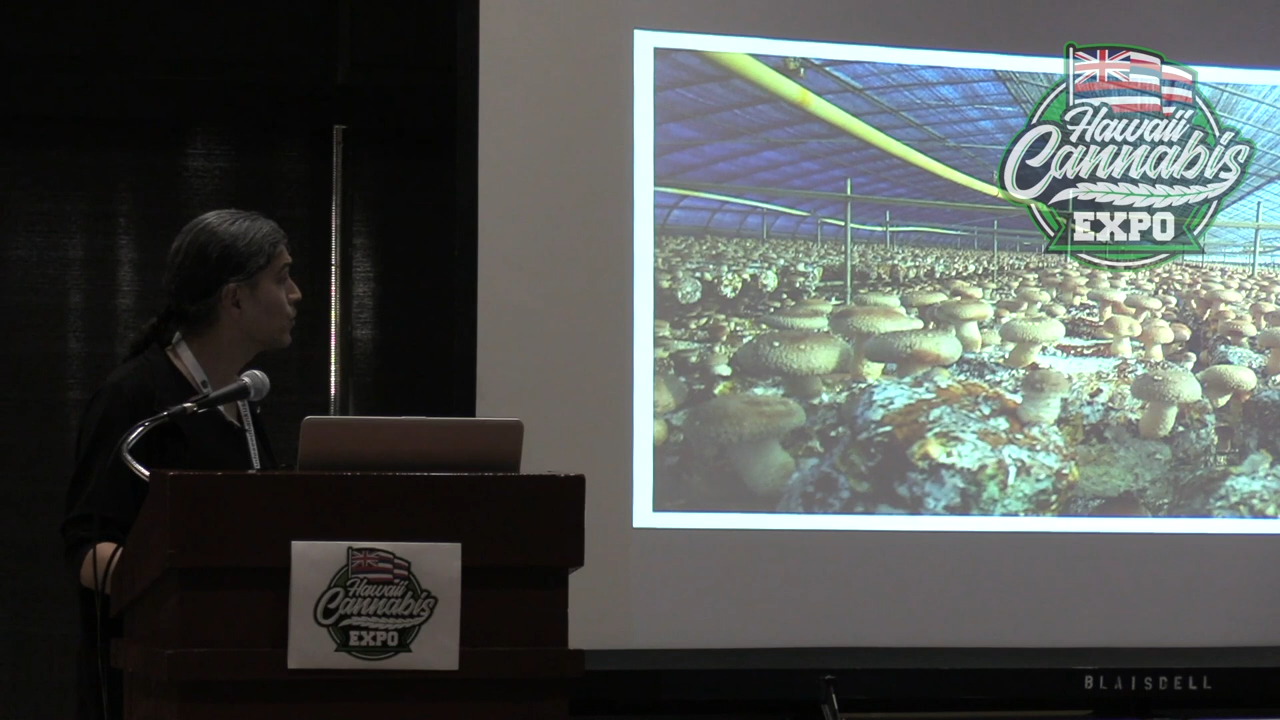 Hawaii
Cannabis
EXPO
Hawaii
Cannabis
EXPO
BLAISDELL